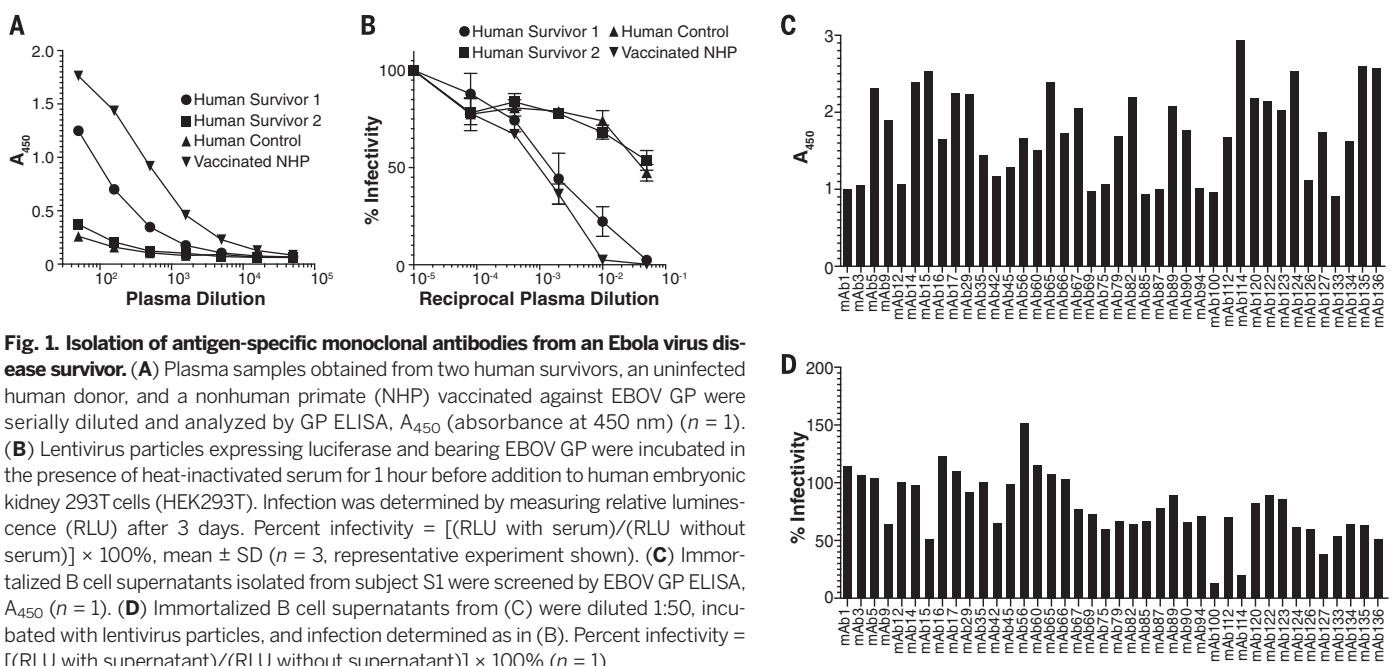 A
2.0
1.5
1.0
0.5
0
A450
10² 10³ 10⁴ 10⁵
Plasma Dilution
Human Survivor 1
Human Survivor 2
Human Control
Vaccinated NHP
B
Human Survivor 1 Human Control
Human Survivor 2 Vaccinated NHP
100
50
0
% Infectivity
10⁻⁵ 10⁻⁴ 10⁻³ 10⁻² 10⁻¹
Reciprocal Plasma Dilution
Fig. 1. Isolation of antigen-specific monoclonal antibodies from an Ebola virus dis-
ease survivor. (A) Plasma samples obtained from two human survivors, an uninfected
human donor, and a nonhuman primate (NHP) vaccinated against EBOV GP were
serially diluted and analyzed by GP ELISA, A450 (absorbance at 450 nm) (n = 1).
(B) Lentivirus particles expressing luciferase and bearing EBOV GP were incubated in
the presence of heat-inactivated serum for 1 hour before addition to human embryonic
kidney 293T cells (HEK293T). Infection was determined by measuring relative lumines-
cence (RLU) after 3 days. Percent infectivity = [(RLU with serum)/(RLU without
serum)] × 100%, mean ± SD (n = 3, representative experiment shown). (C) Immor-
talized B cell supernatants isolated from subject S1 were screened by EBOV GP ELISA,
A450 (n = 1). (D) Immortalized B cell supernatants from (C) were diluted 1:50, incu-
bated with lentivirus particles, and infection determined as in (B). Percent infectivity =
[(RLU with supernatant)/(RLU without supernatant)] × 100% (n = 1).
C
3
2
1
0
A450
mAb1 mAb3 mAb5 mAb9 mAb12 mAb14 mAb15 mAb16 mAb17 mAb29 mAb35 mAb42 mAb45 mAb56 mAb60 mAb65 mAb66 mAb67 mAb69 mAb75 mAb79 mAb82 mAb85 mAb87 mAb89 mAb90 mAb94 mAb100 mAb112 mAb114 mAb120 mAb122 mAb123 mAb124 mAb126 mAb127 mAb133 mAb134 mAb135 mAb136
D
200
150
100
50
0
% Infectivity
mAb1 mAb3 mAb5 mAb9 mAb12 mAb14 mAb15 mAb16 mAb17 mAb29 mAb35 mAb42 mAb45 mAb56 mAb60 mAb65 mAb66 mAb67 mAb69 mAb75 mAb79 mAb82 mAb85 mAb87 mAb89 mAb90 mAb94 mAb100 mAb112 mAb114 mAb120 mAb122 mAb123 mAb124 mAb126 mAb127 mAb133 mAb134 mAb135 mAb136